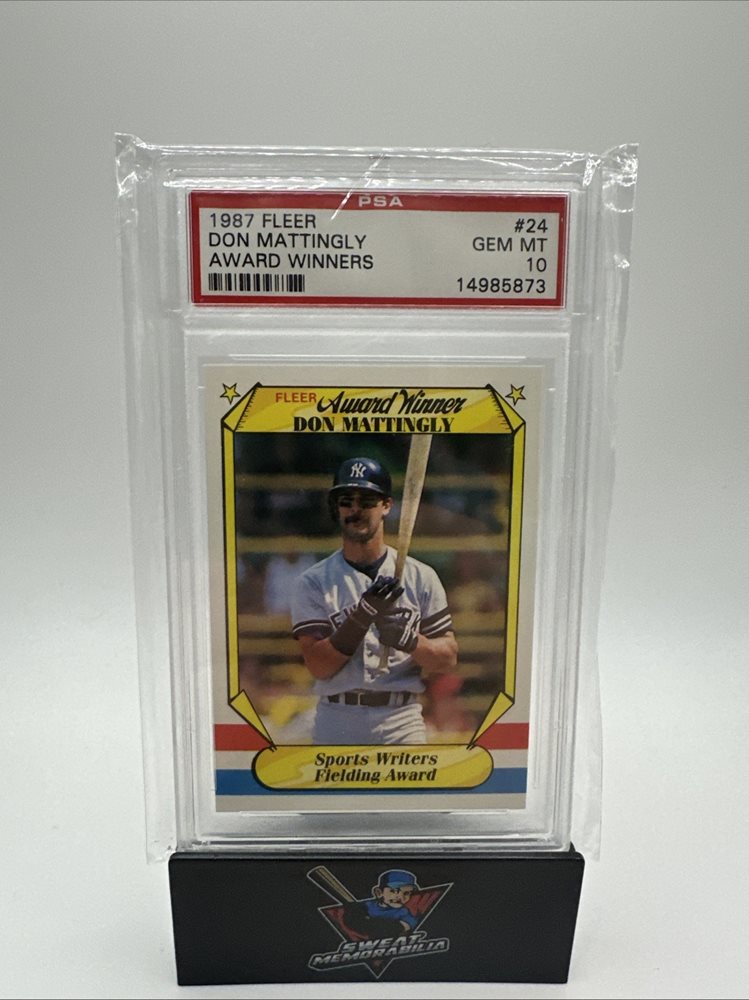 PSA
1987 FLEER #24
DON MATTINGLY GEM MT
AWARD WINNERS 10
14985873
FLEER Award Winner
DON MATTINGLY
NY
Sports Writers
Fielding Award
SWEAT
MEMORABILIA